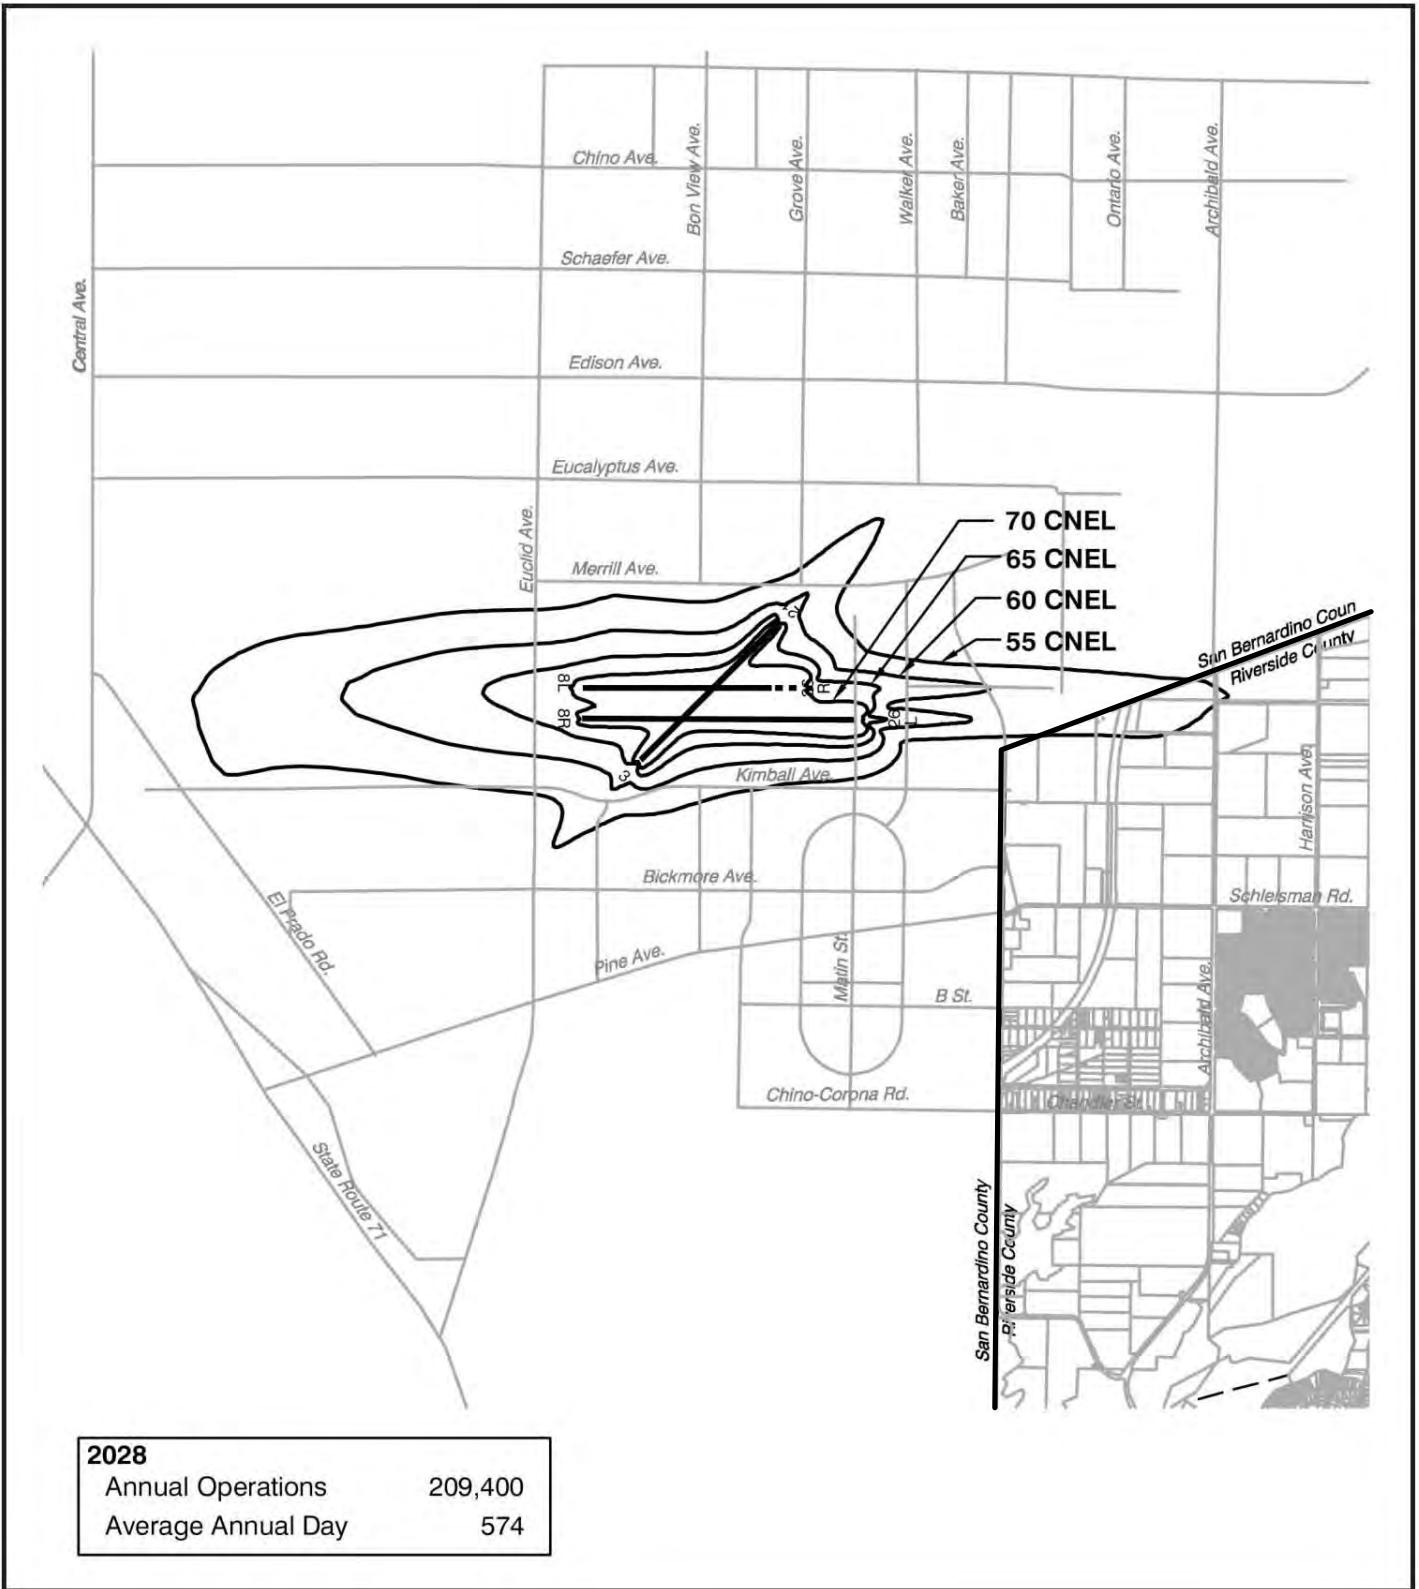 Chino Ave.
Bon View Ave.
Grove Ave.
Walker Ave.
Baker Ave.
Ontario Ave.
Archibald Ave.
Schaefer Ave.
Central Ave.
Edison Ave.
Eucalyptus Ave.
Euclid Ave.
70 CNEL
65 CNEL
60 CNEL
55 CNEL
Merrill Ave.
San Bernardino Coun
Riverside County
8L
8R
26
R
26
L
3
Kimball Ave.
Harrison Ave.
Bickmore Ave.
Schleisman Rd.
El Prado Rd.
Pine Ave.
Matin St.
B St.
Archibald Ave.
Chino-Corona Rd.
Chandler St.
State Route 71
San Bernardino County
Riverside County
2028
Annual Operations 209,400
Average Annual Day 574